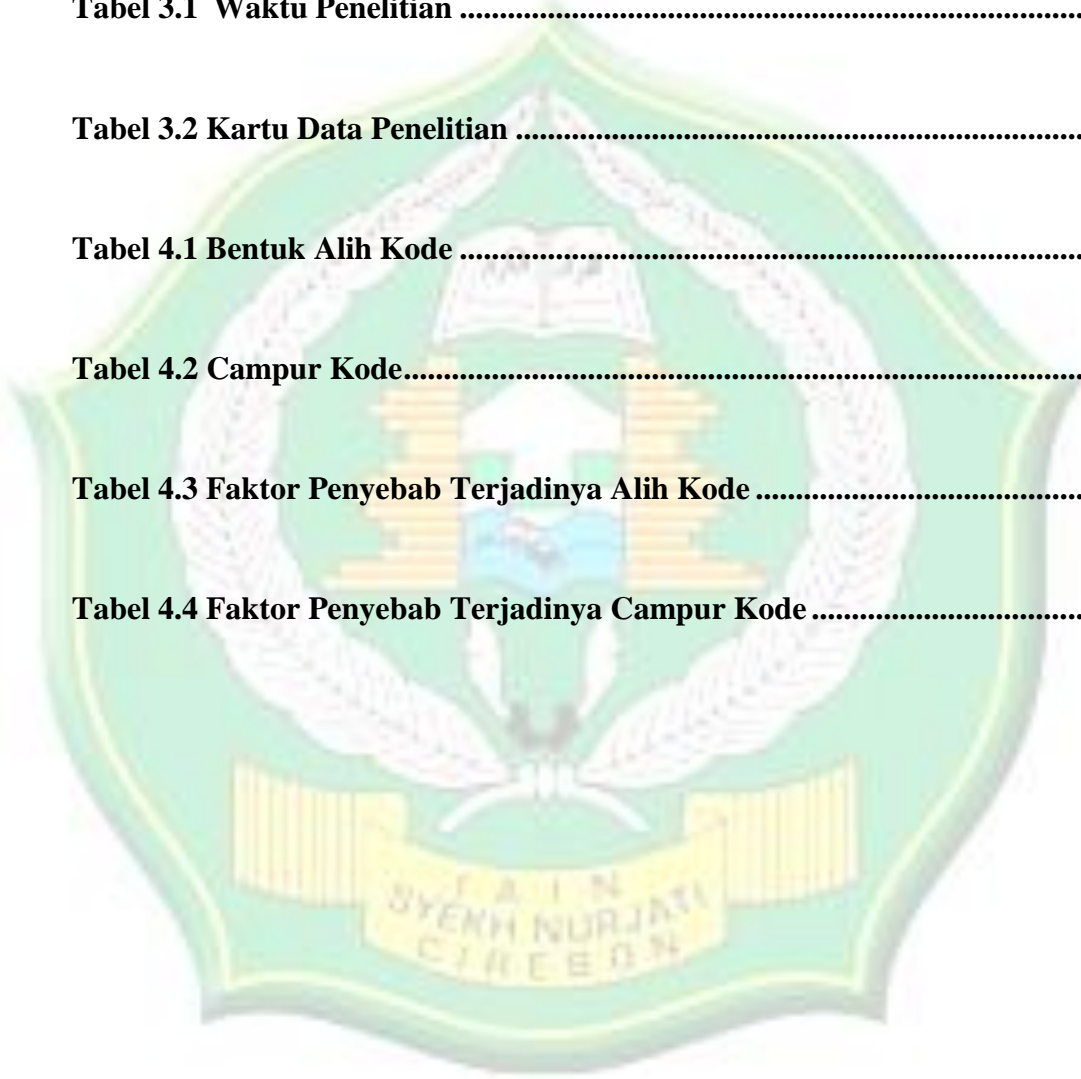 Tabel 3.1 Waktu Penelitian ................................................................................
Tabel 3.2 Kartu Data Penelitian ........................................................................
Tabel 4.1 Bentuk Alih Kode ................................................................................
Tabel 4.2 Campur Kode.......................................................................................
Tabel 4.3 Faktor Penyebab Terjadinya Alih Kode ..........................................
Tabel 4.4 Faktor Penyebab Terjadinya Campur Kode ...................................
IAIN
SYEKH NURJATI
CIREBON